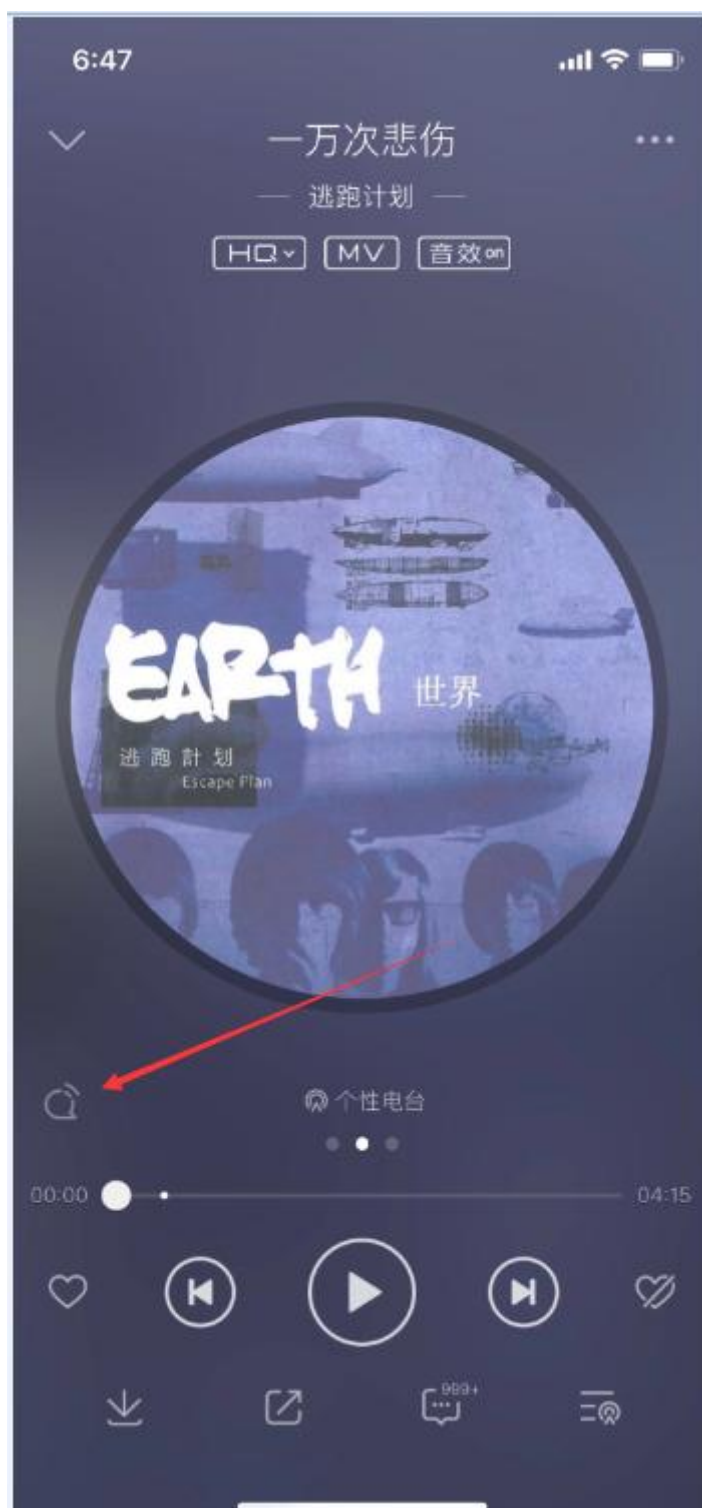 6:47
一万次悲伤
逃跑计划
HQ MV 音效on
EARTH 世界
逃跑計划
Escape Plan
个性电台
00:00 04:15
999+